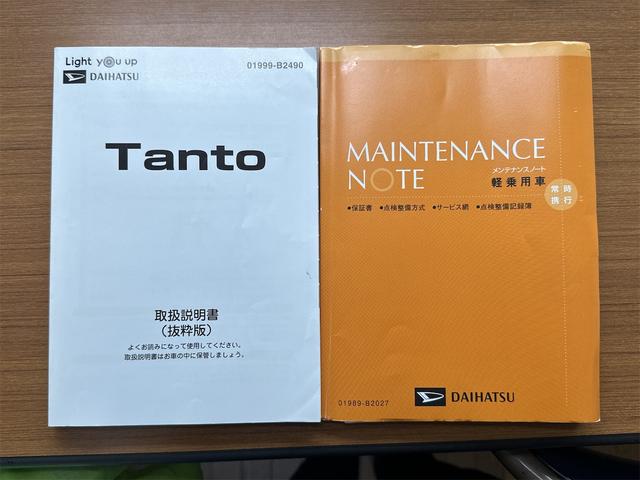 Light you up
DAIHATSU
01999-B2490
Tanto
取扱説明書
(抜粋版)
よくお読みになって使用してください。
取扱説明書はお車の中に保管しましょう。
MAINTENANCE
NOTE
メンテナンスノート
軽乗用車
常時
携行
●保証書 ●点検整備方式 ●サービス網 ●点検整備記録簿
01989-B2027
DAIHATSU